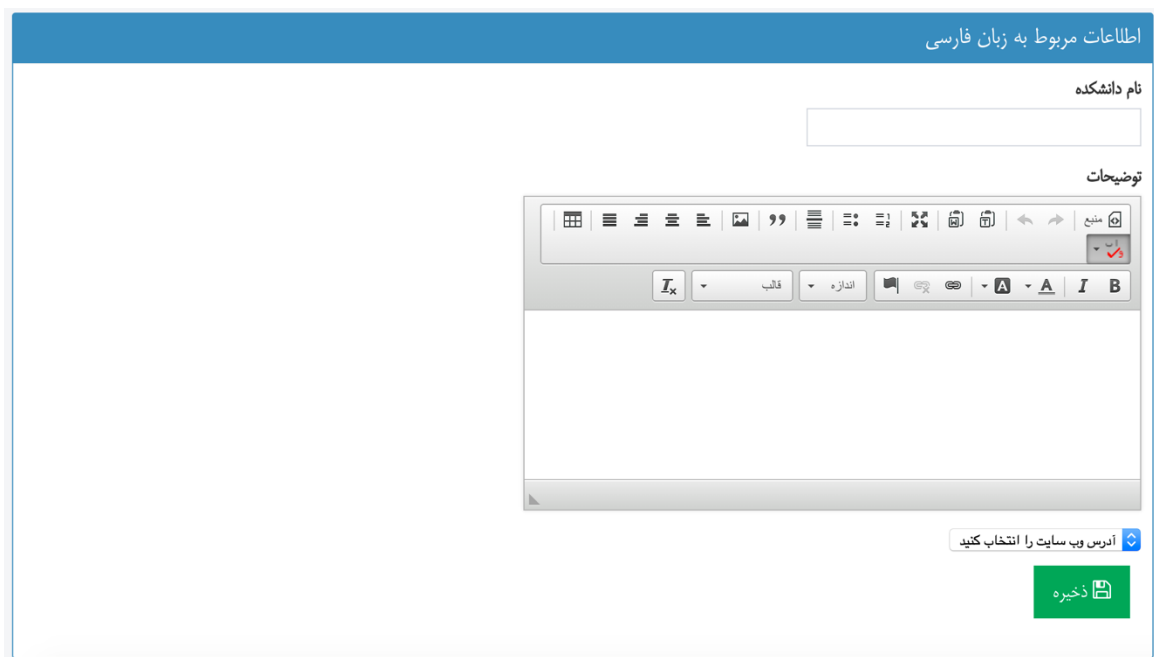 اطلاعات مربوط به زبان فارسی
نام دانشکده
توضیحات
منبع
اندازه قالب
آدرس وب سایت را انتخاب کنید
ذخیره